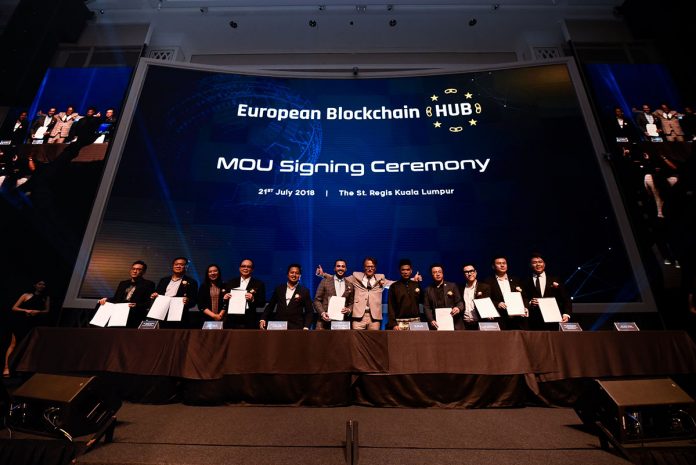 European Blockchain HUB
MOU Signing Ceremony
21ST July 2018 | The St. Regis Kuala Lumpur